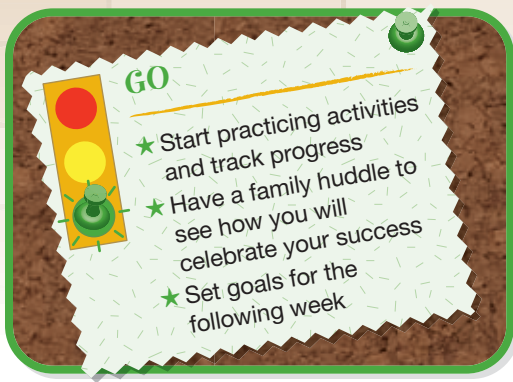 GO
Start practicing activities
and track progress
Have a family huddle to
see how you will
celebrate your success
Set goals for the
following week